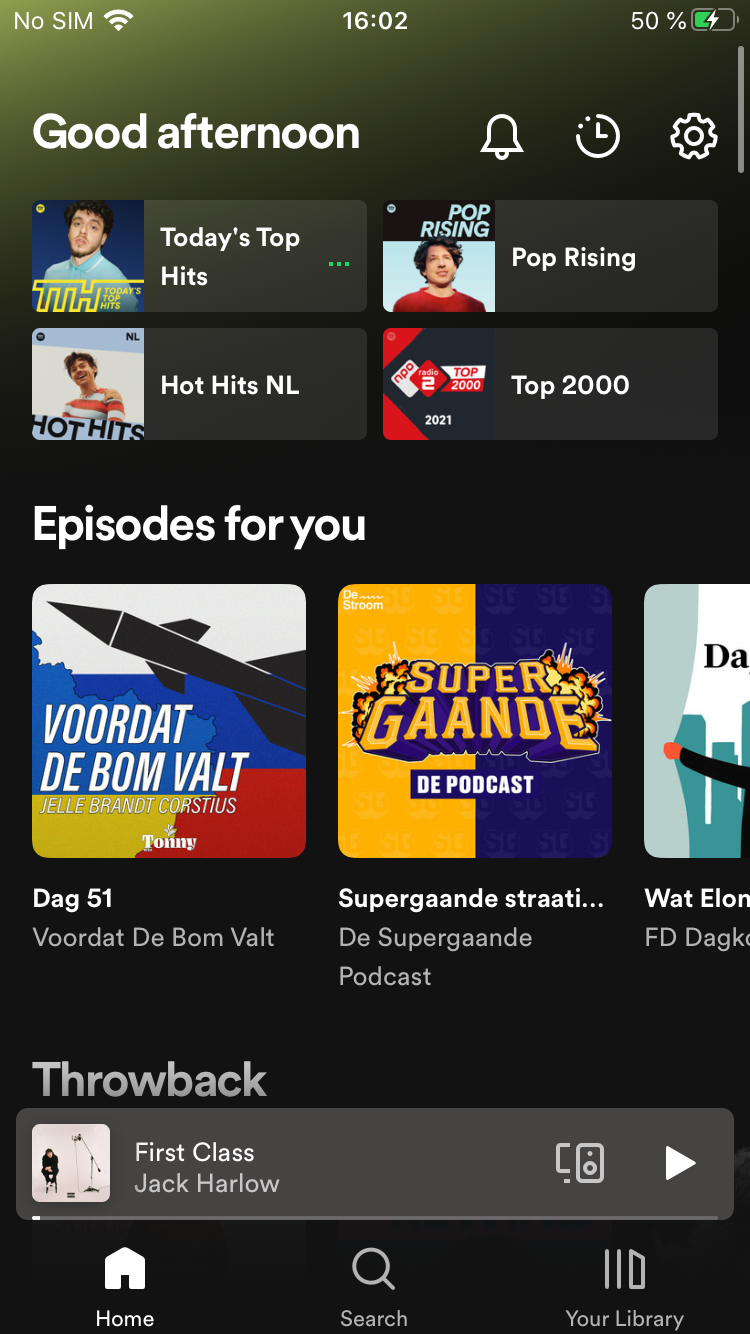 No SIM 16:02 50 %
Good afternoon
TTH TODAY'S
TOP
HITS
Today's Top
Hits
POP
RISING
Pop Rising
NL
HOT HITS
Hot Hits NL
npo radio 2 TOP
2000
2021
Top 2000
Episodes for you
VOORDAT
DE BOM VALT
JELLE BRANDT CORSTIUS
Tonny
De
Stroom
SUPER
GAANDE
DE PODCAST
Da
Dag 51
Voordat De Bom Valt
Supergaande straati...
De Supergaande
Podcast
Wat Elon
FD Dagko
Throwback
First Class
Jack Harlow
Home
Search
Your Library